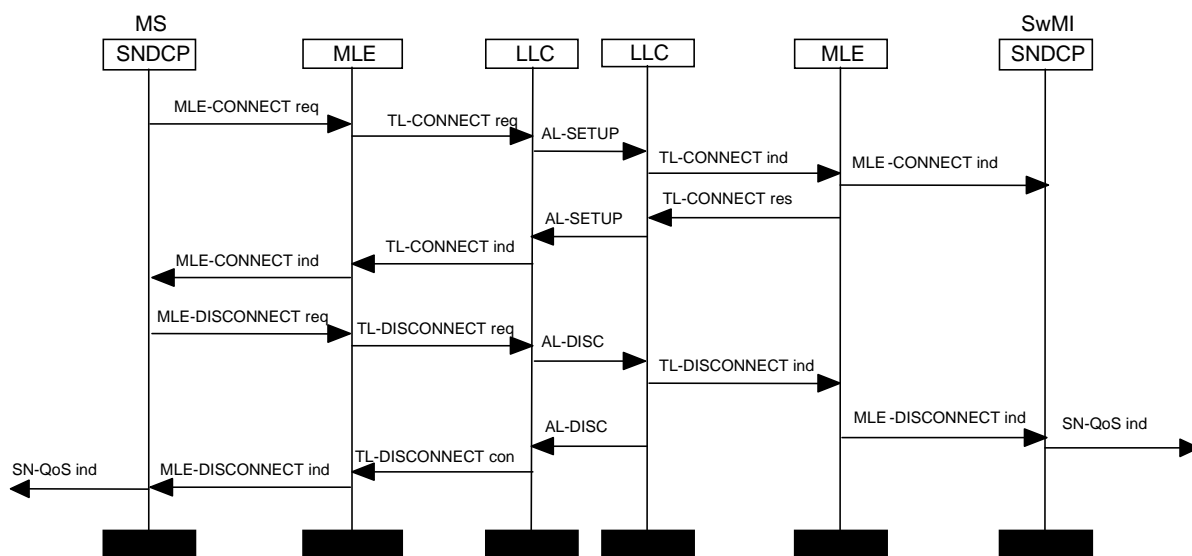 MS
SwMI
SNDCP
MLE
LLC
LLC
MLE
SNDCP
MLE-CONNECT req
TL-CONNECT req
AL-SETUP
TL-CONNECT ind
MLE-CONNECT ind
TL-CONNECT res
AL-SETUP
TL-CONNECT ind
MLE-CONNECT ind
MLE-DISCONNECT req
TL-DISCONNECT req
AL-DISC
TL-DISCONNECT ind
MLE-DISCONNECT ind
SN-QoS ind
AL-DISC
TL-DISCONNECT con
MLE-DISCONNECT ind
SN-QoS ind